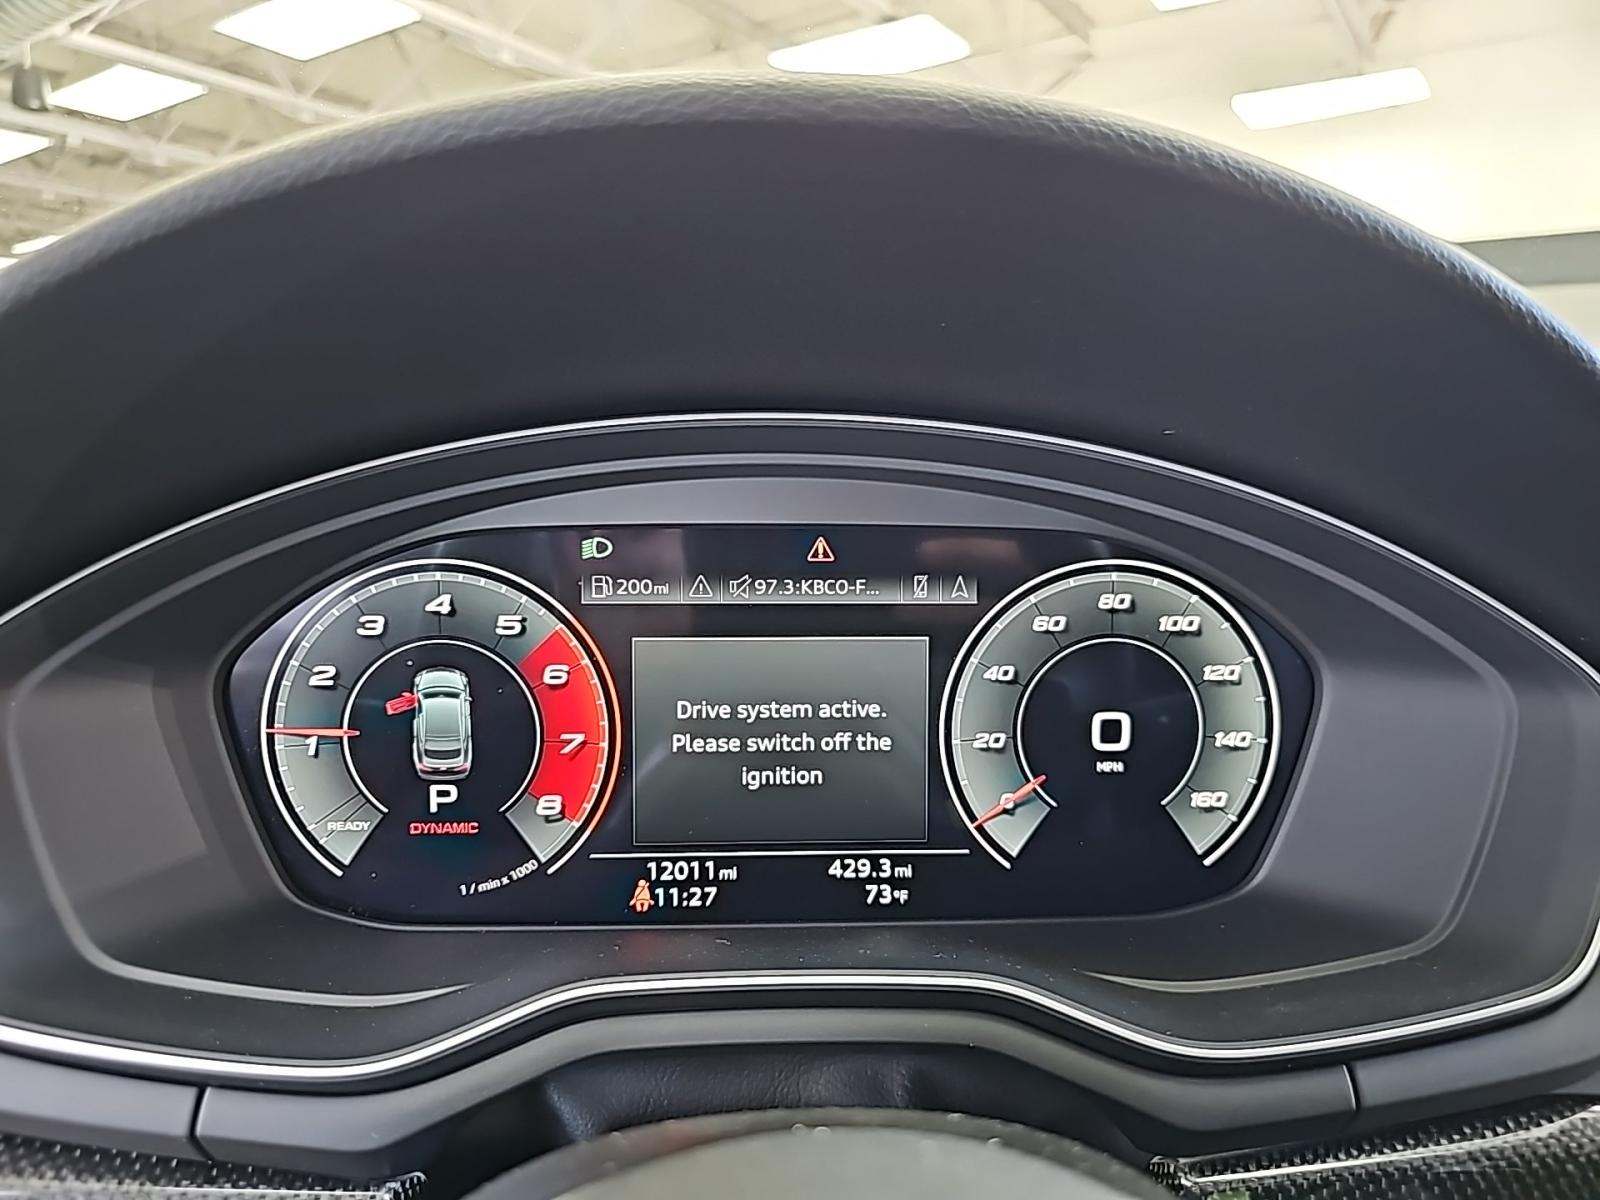 200mi 97.3:KBCO-F...
1 2 3 4 5 6 7 8
READY
P
DYNAMIC
1 / min x 1000
Drive system active.
Please switch off the
ignition
0 20 40 60 80 100 120 140 160
0
MPH
12011mi 429.3mi
11:27 73°F